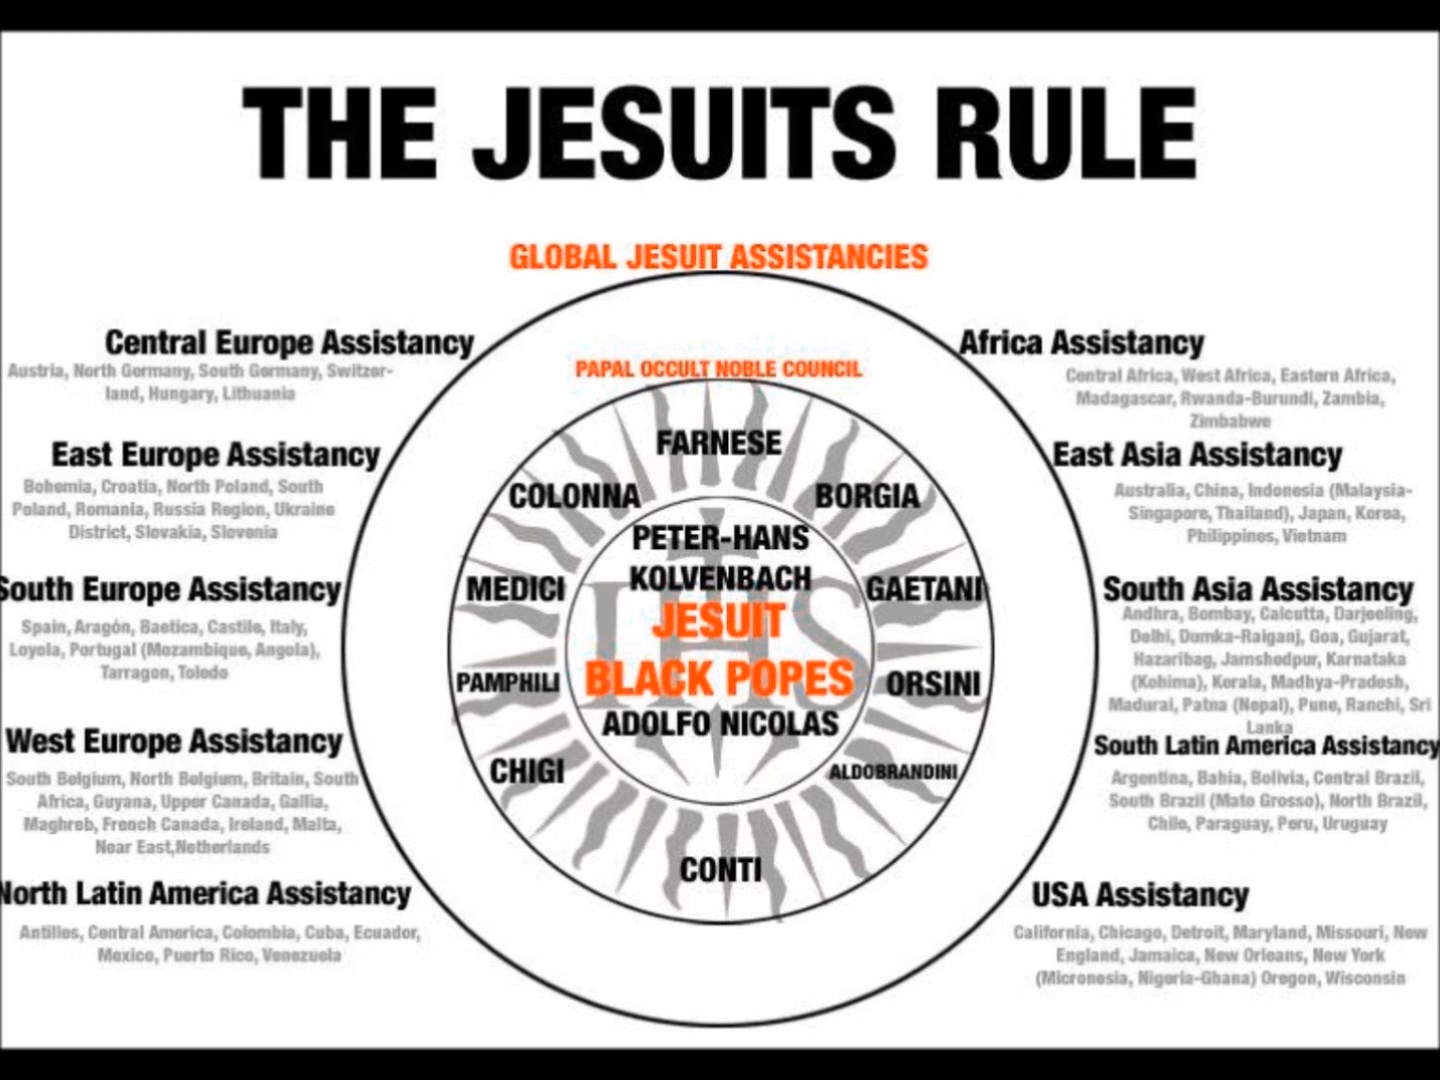 THE JESUITS RULE
GLOBAL JESUIT ASSISTANCIES
Central Europe Assistancy
Austria, North Germany, South Germany, Switzer-
land, Hungary, Lithuania
East Europe Assistancy
Bohemia, Croatia, North Poland, South
Poland, Romania, Russia Region, Ukraine
District, Slovakia, Slovenia
South Europe Assistancy
Spain, Aragón, Baetica, Castile, Italy,
Loyola, Portugal (Mozambique, Angola),
Tarragon, Toledo
West Europe Assistancy
South Belgium, North Belgium, Britain, South
Africa, Guyana, Upper Canada, Gallia,
Maghreb, French Canada, Ireland, Malta,
Near East,Netherlands
North Latin America Assistancy
Antilles, Central America, Colombia, Cuba, Ecuador,
Mexico, Puerto Rico, Venezuela
PAPAL OCCULT NOBLE COUNCIL
FARNESE
COLONNA
BORGIA
MEDICI
GAETANI
PAMPHILI
ORSINI
CHIGI
ALDOBRANDINI
CONTI
PETER-HANS
KOLVENBACH
JESUIT
BLACK POPES
ADOLFO NICOLAS
IHS
Africa Assistancy
Central Africa, West Africa, Eastern Africa,
Madagascar, Rwanda-Burundi, Zambia,
Zimbabwe
East Asia Assistancy
Australia, China, Indonesia (Malaysia-
Singapore, Thailand), Japan, Korea,
Philippines, Vietnam
South Asia Assistancy
Andhra, Bombay, Calcutta, Darjeeling,
Delhi, Dumka-Raiganj, Goa, Gujarat,
Hazaribag, Jamshedpur, Karnataka
(Kohima), Kerala, Madhya-Pradesh,
Madurai, Patna (Nepal), Pune, Ranchi, Sri
Lanka
South Latin America Assistancy
Argentina, Bahia, Bolivia, Central Brazil,
South Brazil (Mato Grosso), North Brazil,
Chile, Paraguay, Peru, Uruguay
USA Assistancy
California, Chicago, Detroit, Maryland, Missouri, New
England, Jamaica, New Orleans, New York
(Micronesia, Nigeria-Ghana) Oregon, Wisconsin